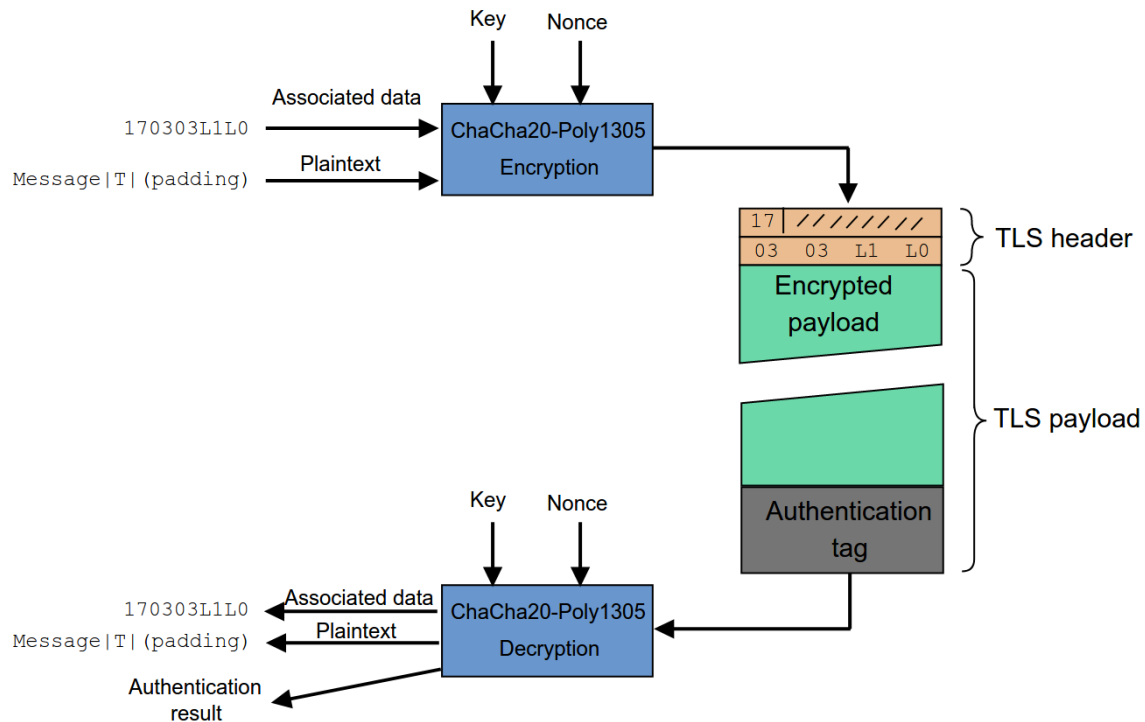 Key
Nonce
Associated data
170303L1L0
Plaintext
Message|T|(padding)
ChaCha20-Poly1305
Encryption
17
03 03 L1 L0
TLS header
Encrypted
payload
TLS payload
Authentication
tag
Key
Nonce
Associated data
170303L1L0
Plaintext
Message|T|(padding)
ChaCha20-Poly1305
Decryption
Authentication
result